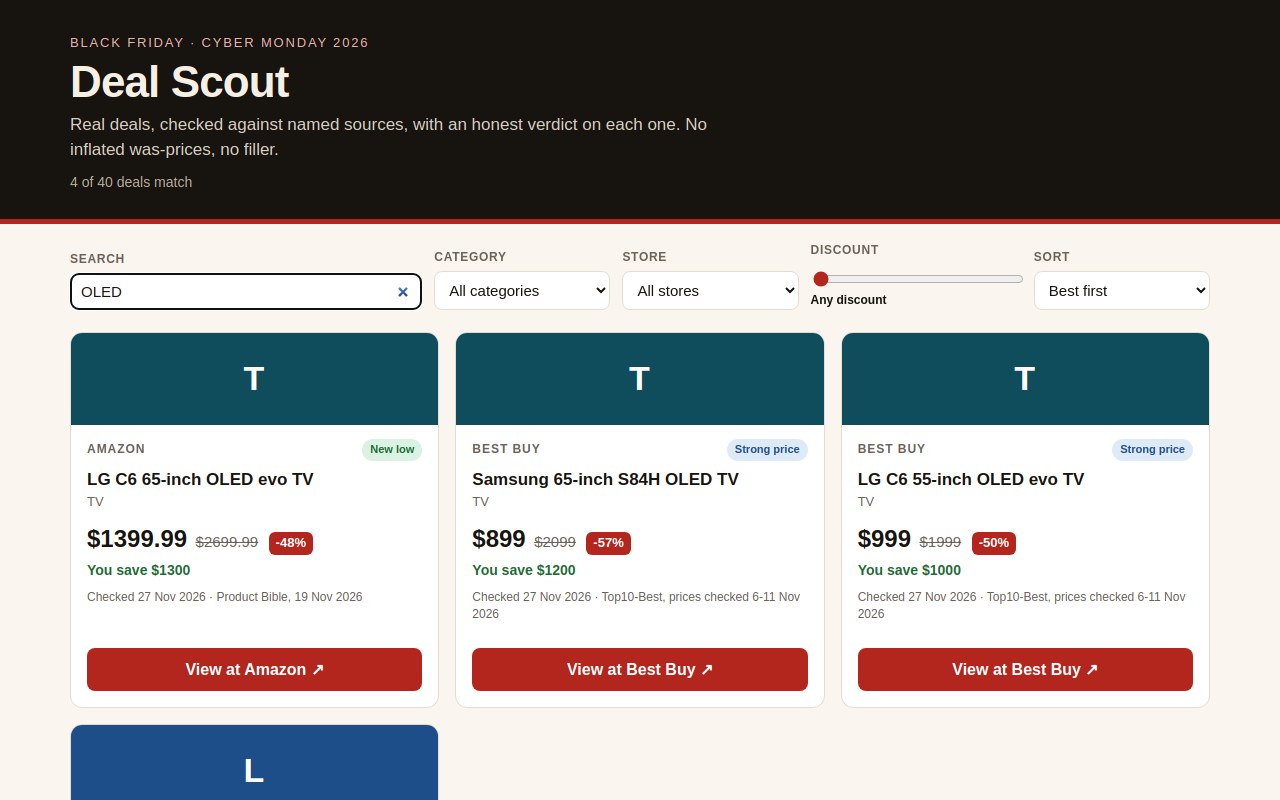 BLACK FRIDAY · CYBER MONDAY 2026
Deal Scout
Real deals, checked against named sources, with an honest verdict on each one. No
inflated was-prices, no filler.
4 of 40 deals match
SEARCH
OLED
CATEGORY
All categories
STORE
All stores
DISCOUNT
Any discount
SORT
Best first
T
AMAZON
New low
LG C6 65-inch OLED evo TV
TV
$1399.99 $2699.99 -48%
You save $1300
Checked 27 Nov 2026 · Product Bible, 19 Nov 2026
View at Amazon ↗
T
BEST BUY
Strong price
Samsung 65-inch S84H OLED TV
TV
$899 $2099 -57%
You save $1200
Checked 27 Nov 2026 · Top10-Best, prices checked 6-11 Nov
2026
View at Best Buy ↗
T
BEST BUY
Strong price
LG C6 55-inch OLED evo TV
TV
$999 $1999 -50%
You save $1000
Checked 27 Nov 2026 · Top10-Best, prices checked 6-11 Nov
2026
View at Best Buy ↗
L